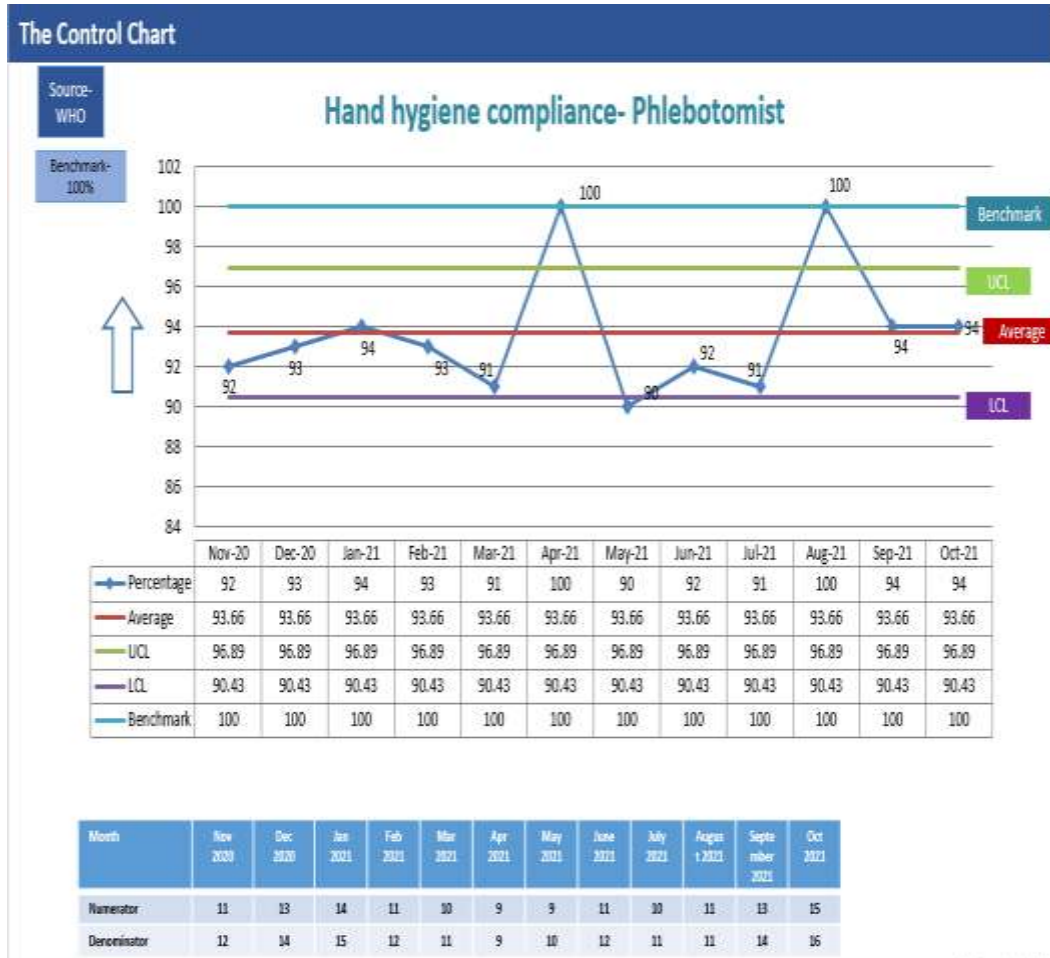 The Control Chart
Source-
WHO
Hand hygiene compliance- Phlebotomist
Benchmark-
100%
102
100
98
96
94
92
90
88
86
84
92
93
94
93
91
100
90
92
91
100
94
94
Benchmark
UCL
Average
LCL
Nov-20 Dec-20 Jan-21 Feb-21 Mar-21 Apr-21 May-21 Jun-21 Jul-21 Aug-21 Sep-21 Oct-21
Percentage 92 93 94 93 91 100 90 92 91 100 94 94
Average 93.66 93.66 93.66 93.66 93.66 93.66 93.66 93.66 93.66 93.66 93.66 93.66
UCL 96.89 96.89 96.89 96.89 96.89 96.89 96.89 96.89 96.89 96.89 96.89 96.89
LCL 90.43 90.43 90.43 90.43 90.43 90.43 90.43 90.43 90.43 90.43 90.43 90.43
Benchmark 100 100 100 100 100 100 100 100 100 100 100 100
Month Nov Dec Jan Feb Mar Apr May June July Augus Septe Oct
2020 2020 2021 2021 2021 2021 2021 2021 2021 t 2021 mber 2021
2021
Numerator 11 13 14 11 10 9 9 11 10 11 13 15
Denominator 12 14 15 12 11 9 10 12 11 11 14 16